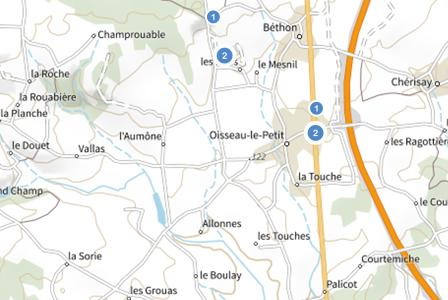 1
Béthon
Champrouable
2
les
le Mesnil
la Roche
Chérisay
la Rouabière
1
la Planche
l'Aumône
Oisseau-le-Petit
2
le Douet
Vallas
les Ragottièr
122
la Touche
nd Champ
le Cou
Allonnes
les Touches
la Sorie
Courtemiche
le Boulay
les Grouas
Palicot